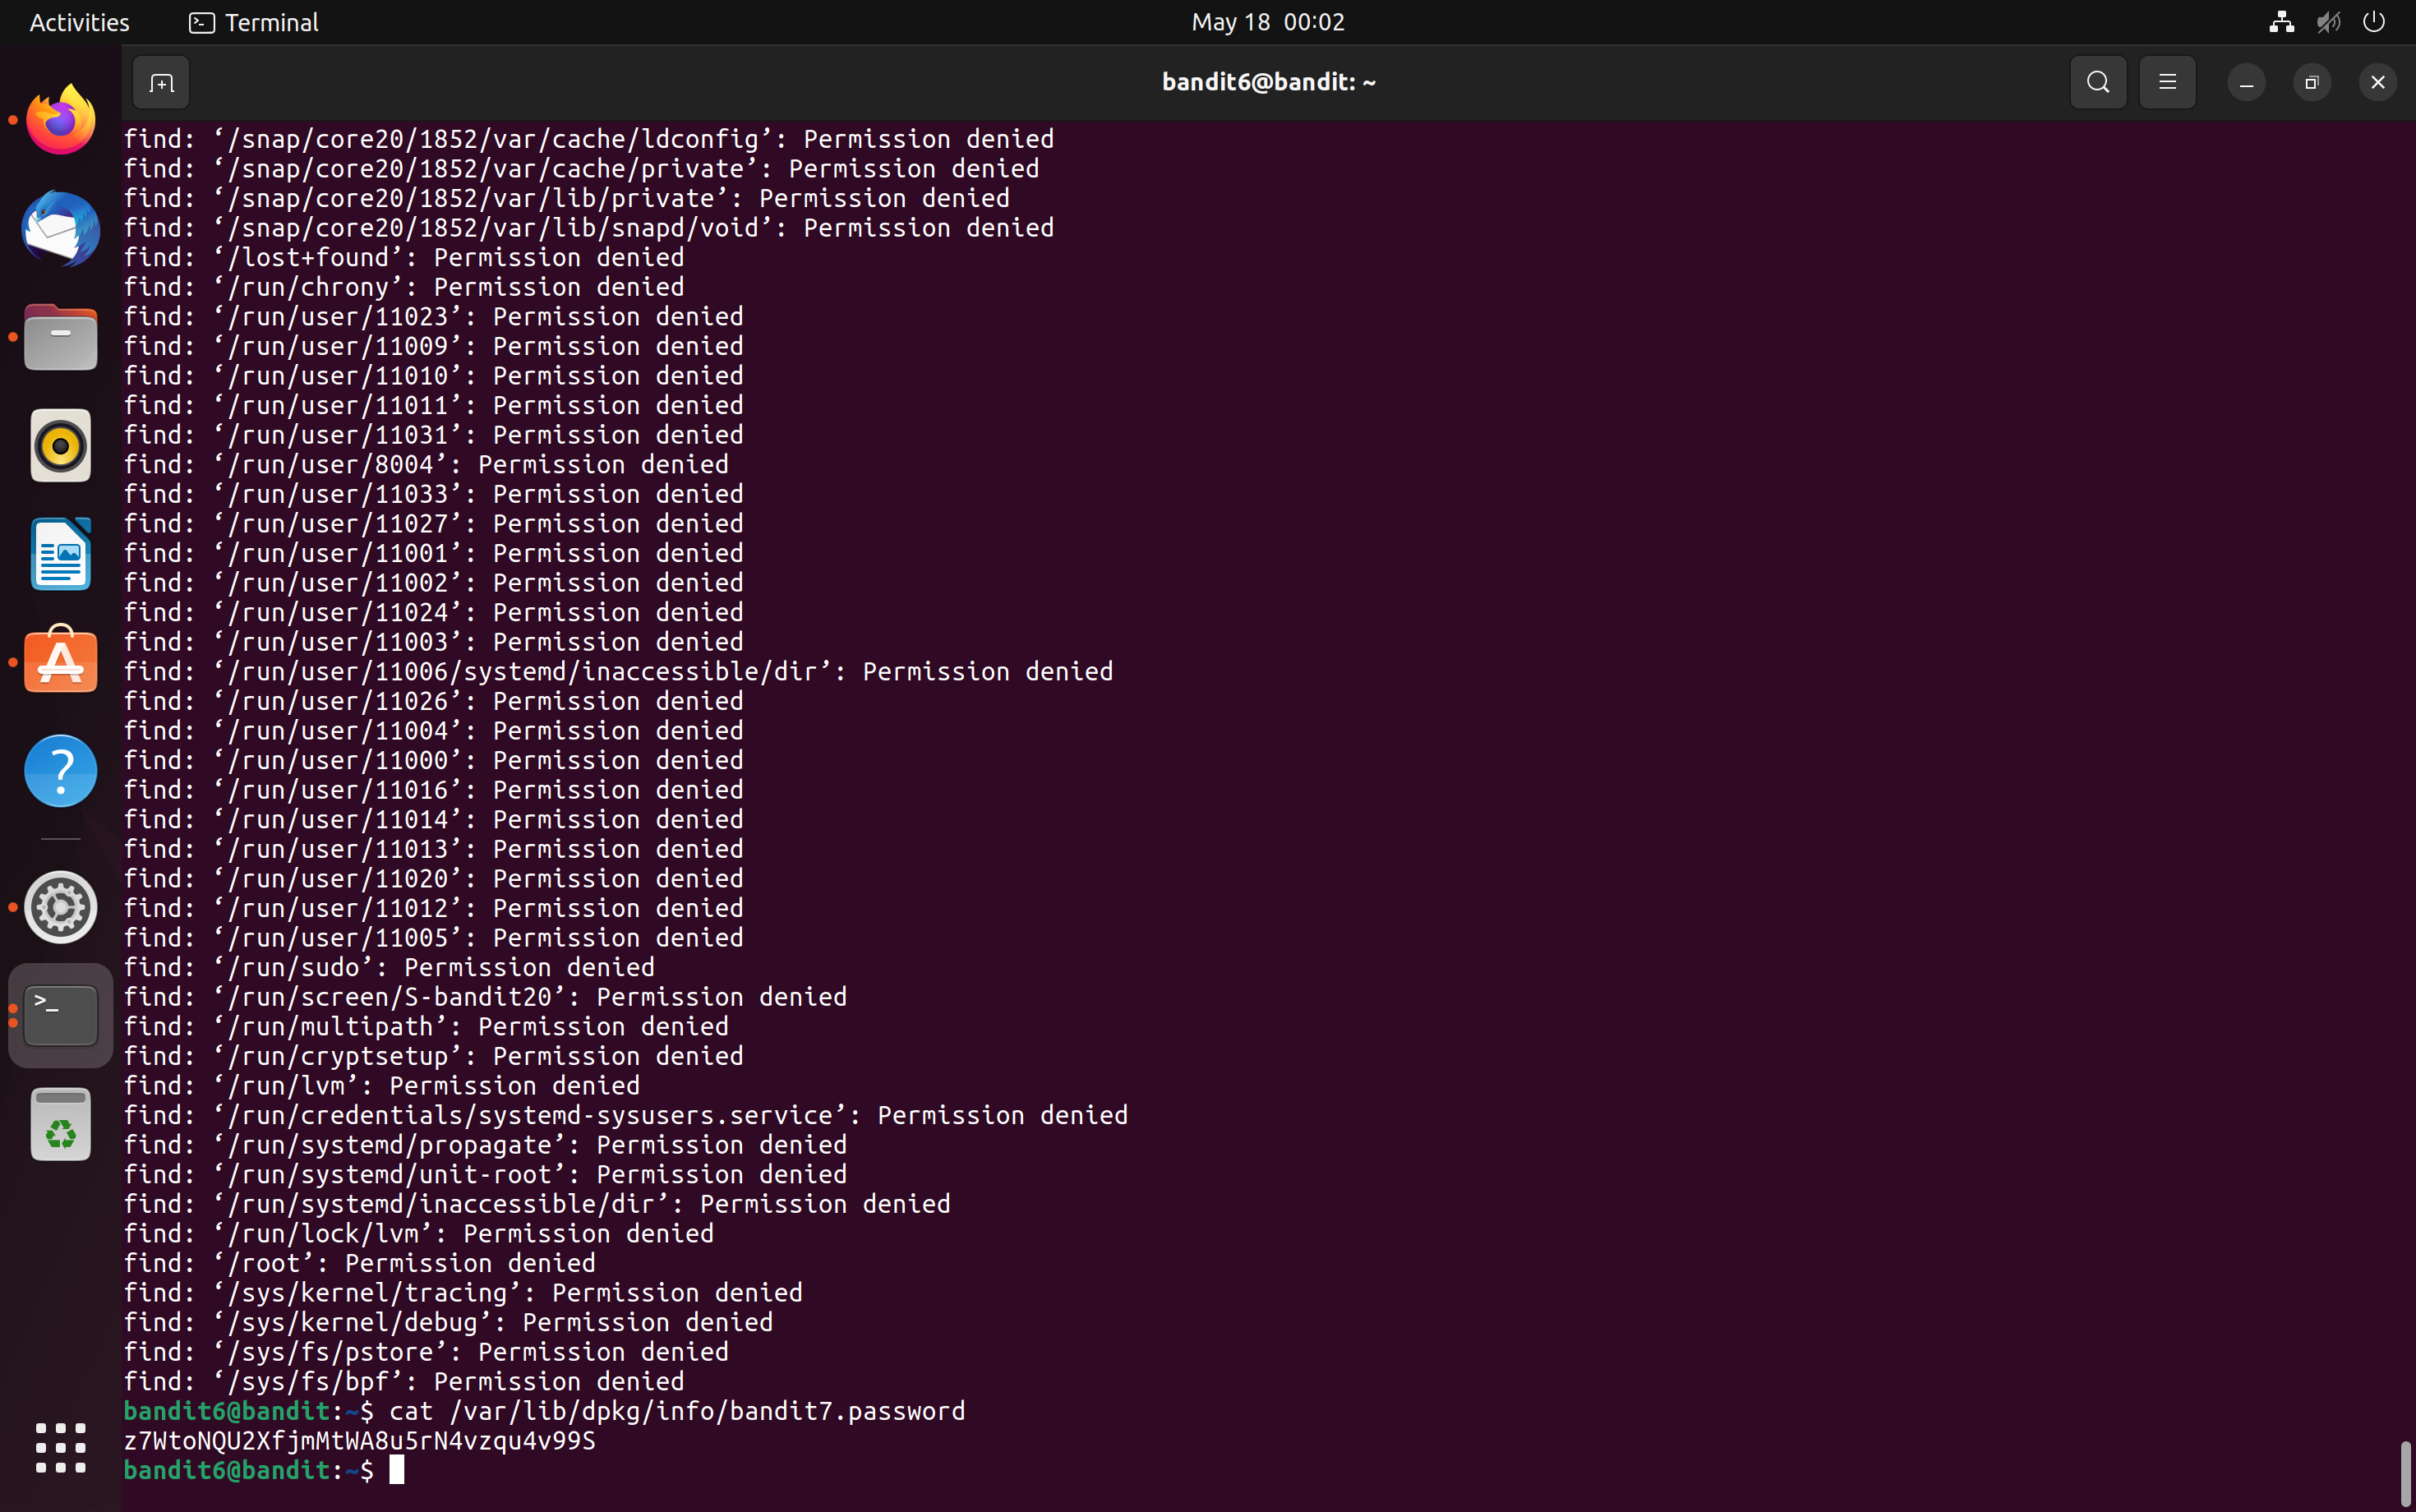 Activities
Terminal
May 18 00:02
bandit6@bandit: ~
find: ‘/snap/core20/1852/var/cache/ldconfig’: Permission denied
find: ‘/snap/core20/1852/var/cache/private’: Permission denied
find: ‘/snap/core20/1852/var/lib/private’: Permission denied
find: ‘/snap/core20/1852/var/lib/snapd/void’: Permission denied
find: ‘/lost+found’: Permission denied
find: ‘/run/chrony’: Permission denied
find: ‘/run/user/11023’: Permission denied
find: ‘/run/user/11009’: Permission denied
find: ‘/run/user/11010’: Permission denied
find: ‘/run/user/11011’: Permission denied
find: ‘/run/user/11031’: Permission denied
find: ‘/run/user/8004’: Permission denied
find: ‘/run/user/11033’: Permission denied
find: ‘/run/user/11027’: Permission denied
find: ‘/run/user/11001’: Permission denied
find: ‘/run/user/11002’: Permission denied
find: ‘/run/user/11024’: Permission denied
find: ‘/run/user/11003’: Permission denied
find: ‘/run/user/11006/systemd/inaccessible/dir’: Permission denied
find: ‘/run/user/11026’: Permission denied
find: ‘/run/user/11004’: Permission denied
find: ‘/run/user/11000’: Permission denied
find: ‘/run/user/11016’: Permission denied
find: ‘/run/user/11014’: Permission denied
find: ‘/run/user/11013’: Permission denied
find: ‘/run/user/11020’: Permission denied
find: ‘/run/user/11012’: Permission denied
find: ‘/run/user/11005’: Permission denied
find: ‘/run/sudo’: Permission denied
find: ‘/run/screen/S-bandit20’: Permission denied
find: ‘/run/multipath’: Permission denied
find: ‘/run/cryptsetup’: Permission denied
find: ‘/run/lvm’: Permission denied
find: ‘/run/credentials/systemd-sysusers.service’: Permission denied
find: ‘/run/systemd/propagate’: Permission denied
find: ‘/run/systemd/unit-root’: Permission denied
find: ‘/run/systemd/inaccessible/dir’: Permission denied
find: ‘/run/lock/lvm’: Permission denied
find: ‘/root’: Permission denied
find: ‘/sys/kernel/tracing’: Permission denied
find: ‘/sys/kernel/debug’: Permission denied
find: ‘/sys/fs/pstore’: Permission denied
find: ‘/sys/fs/bpf’: Permission denied
bandit6@bandit:~$ cat /var/lib/dpkg/info/bandit7.password
z7WtoNQU2XfjmMtWA8u5rN4vzqu4v99S
bandit6@bandit:~$